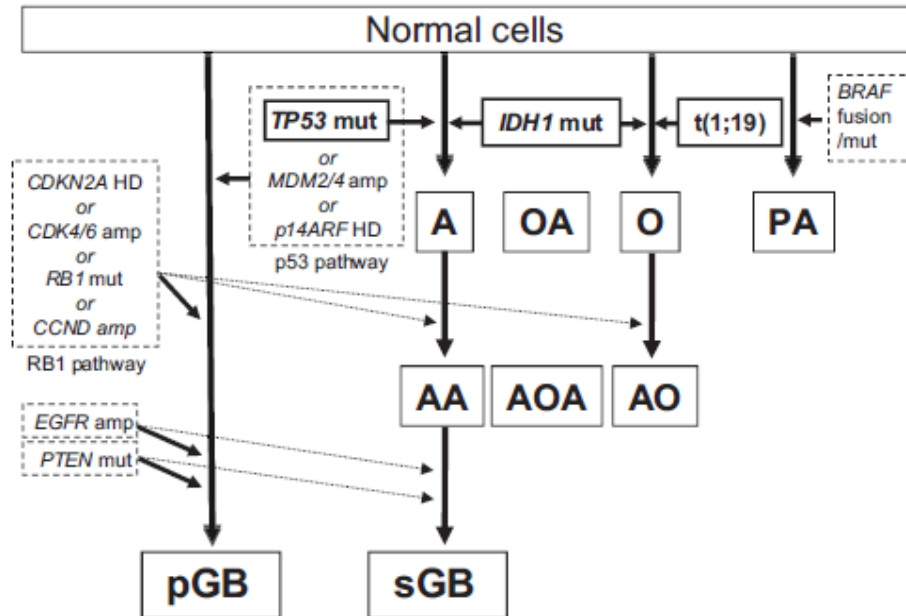 Normal cells
TP53 mut
IDH1 mut
t(1;19)
BRAF
fusion
/mut
or
MDM2/4 amp
or
p14ARF HD
p53 pathway
CDKN2A HD
or
CDK4/6 amp
or
RB1 mut
or
CCND amp
RB1 pathway
A
OA
O
PA
AA
AOA
AO
EGFR amp
PTEN mut
pGB
sGB